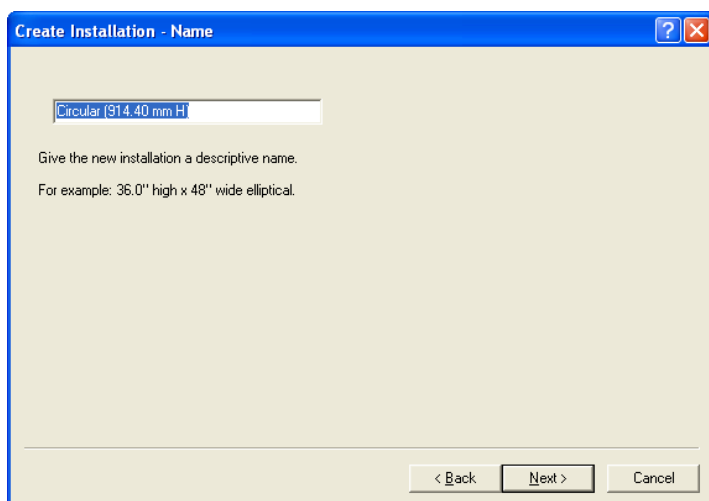 Create Installation - Name
Circular (914.40 mm H)
Give the new installation a descriptive name.
For example: 36.0" high x 48" wide elliptical.
< Back Next > Cancel